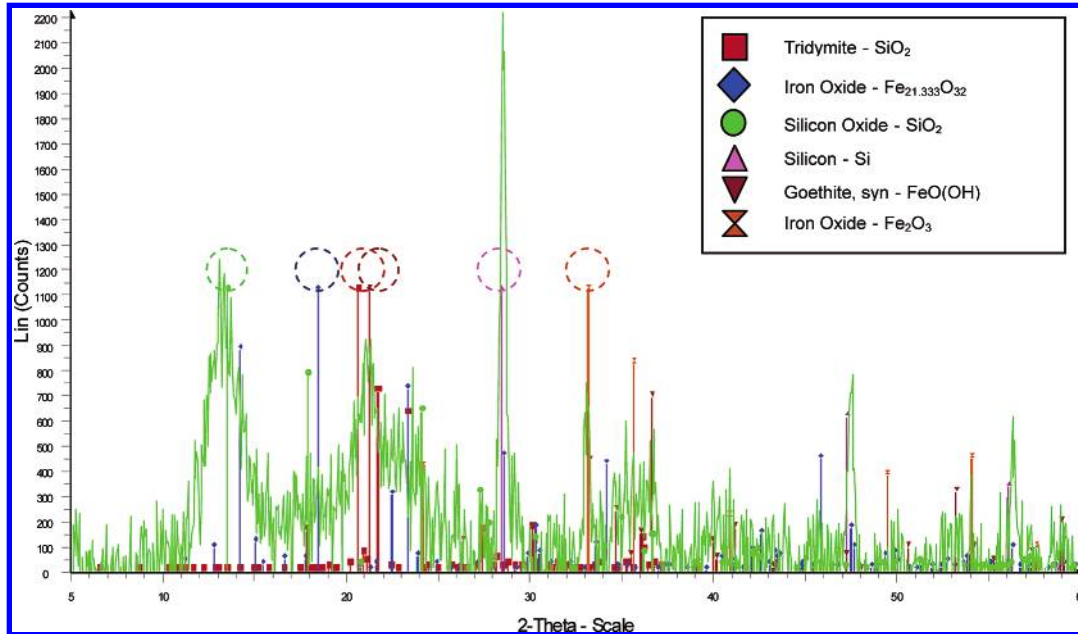 Lin (Counts)
2200
2100
2000
1900
1800
1700
1600
1500
1400
1300
1200
1100
1000
900
800
700
600
500
400
300
200
100
0
Tridymite - SiO₂
Iron Oxide - Fe₂₁.₃₃₃O₃₂
Silicon Oxide - SiO₂
Silicon - Si
Goethite, syn - FeO(OH)
Iron Oxide - Fe₂O₃
5 10 20 30 40 50
2-Theta - Scale